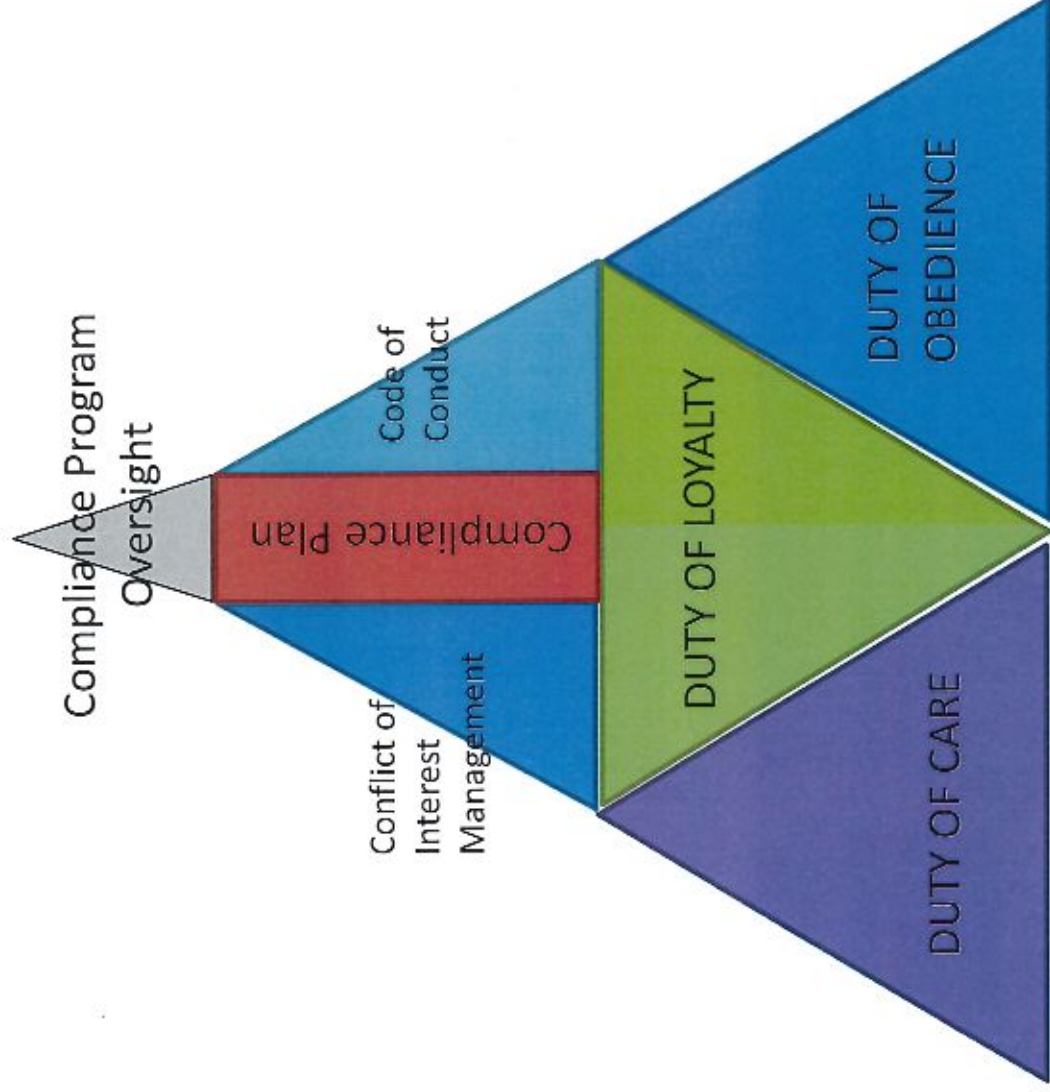 Compliance Program
Oversight
Conflict of
Interest
Management
Compliance Plan
Code of
Conduct
DUTY OF LOYALTY
DUTY OF CARE
DUTY OF
OBEDIENCE